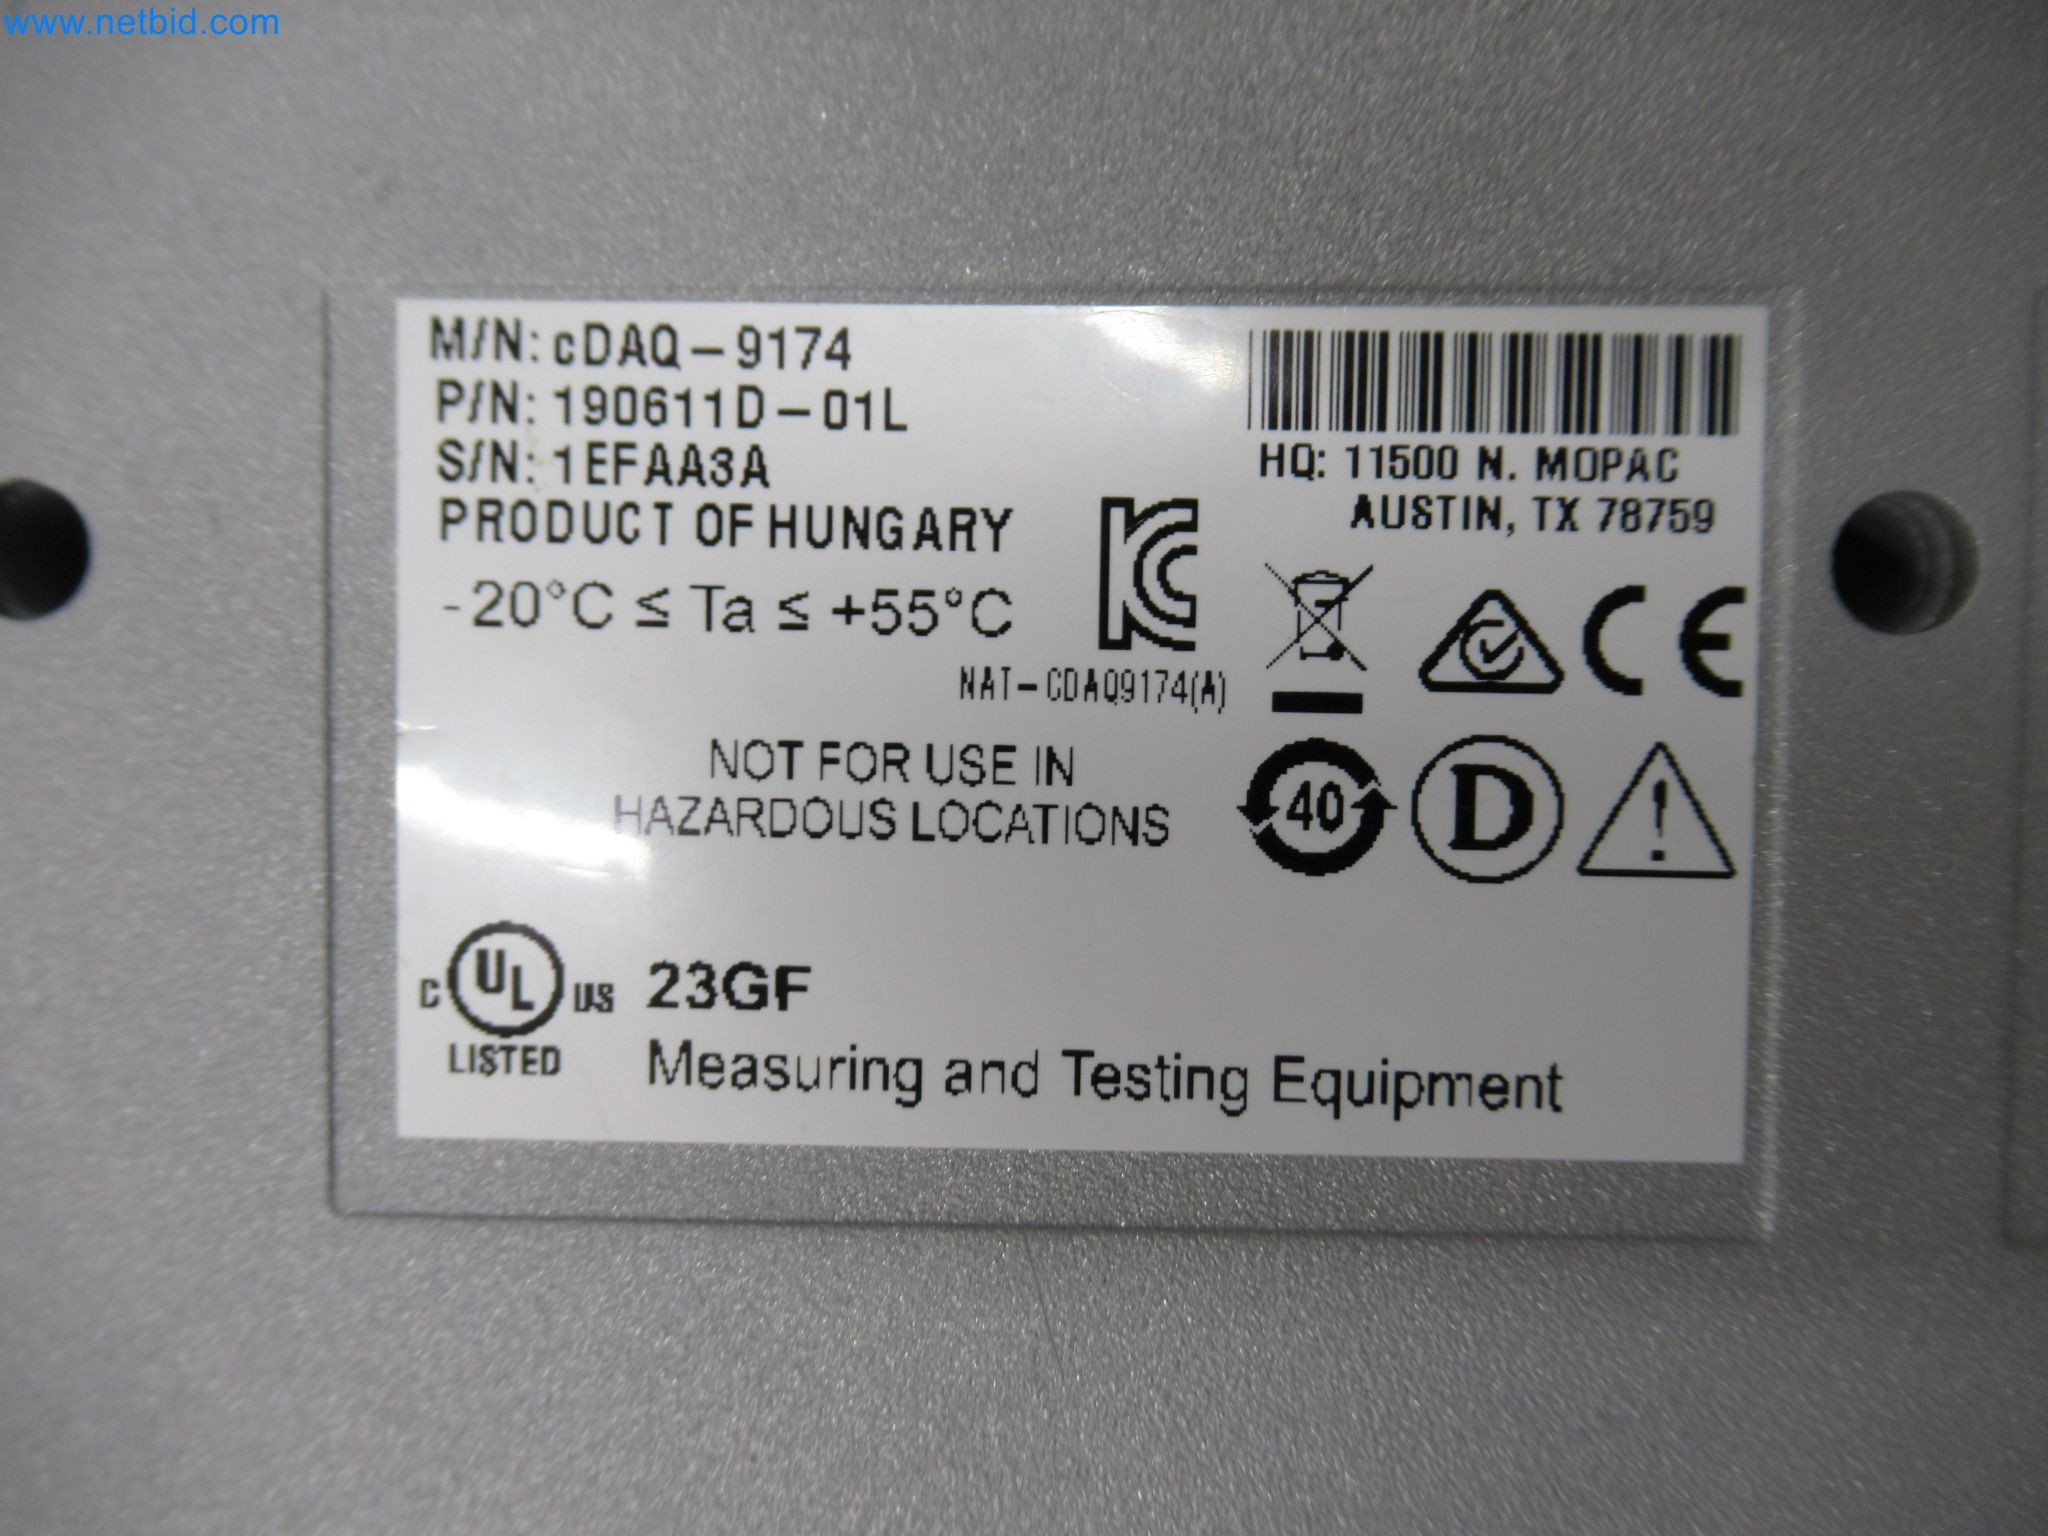 www.netbid.com
M/N: cDAQ-9174
P/N: 190611D-01L
S/N: 1EFAA3A
PRODUCT OF HUNGARY
-20°C ≤ Ta ≤ +55°C
HQ: 11500 N. MOPAC
AUSTIN, TX 78759
NAT-CDAQ9174(A)
NOT FOR USE IN
HAZARDOUS LOCATIONS
40
D
C UL US
LISTED
23GF
Measuring and Testing Equipment